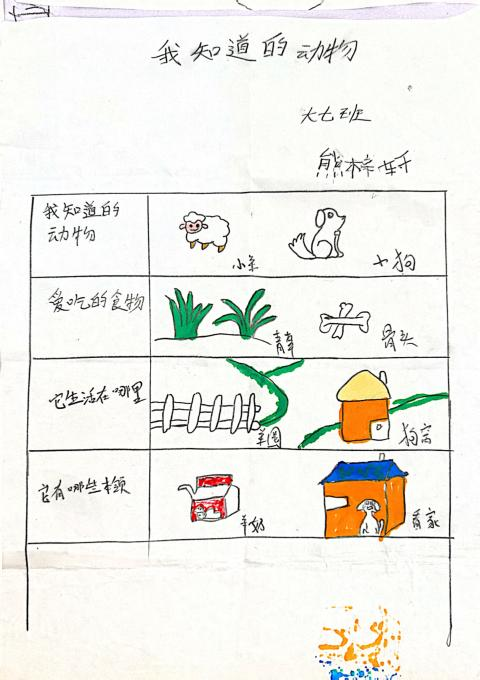 我知道的动物
大七班
熊梓轩
我知道的
动物
小羊
小狗
爱吃的食物
青草
骨头
它生活在哪里
羊圈
狗窝
它有哪些本领
羊奶
看家